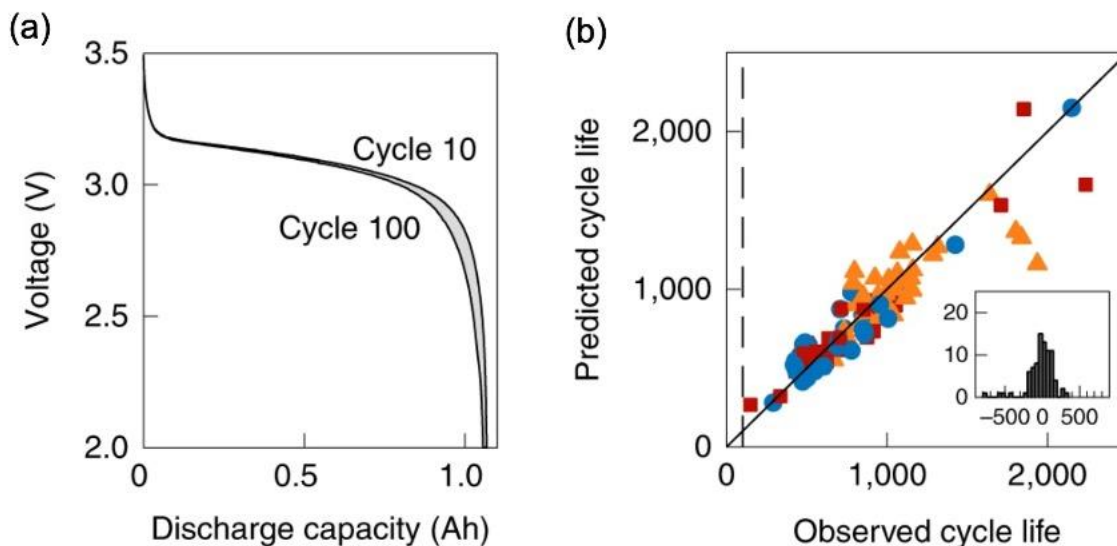 (a)
3.5
3.0
2.5
2.0
Voltage (V)
Cycle 10
Cycle 100
0
0.5
1.0
Discharge capacity (Ah)
(b)
2,000
1,000
0
Predicted cycle life
0
1,000
2,000
Observed cycle life
20
10
0
−500
0
500